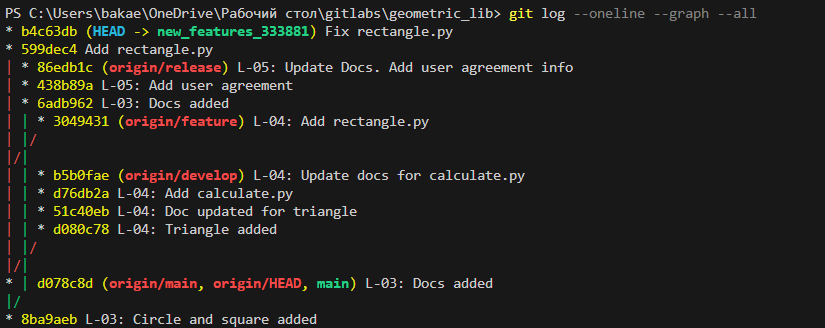 PS C:\Users\bakae\OneDrive\Рабочий стол\gitlabs\geometric_lib> git log --oneline --graph --all
* b4c63db (HEAD -> new_features_333881) Fix rectangle.py
* 599dec4 Add rectangle.py
| * 86edb1c (origin/release) L-05: Update Docs. Add user agreement info
| * 438b89a L-05: Add user agreement
| * 6adb962 L-03: Docs added
| | * 3049431 (origin/feature) L-04: Add rectangle.py
| |/
|/|
| | * b5b0fae (origin/develop) L-04: Update docs for calculate.py
| | * d76db2a L-04: Add calculate.py
| | * 51c40eb L-04: Doc updated for triangle
| | * d080c78 L-04: Triangle added
| |/
|/|
* | d078c8d (origin/main, origin/HEAD, main) L-03: Docs added
|/
* 8ba9aeb L-03: Circle and square added